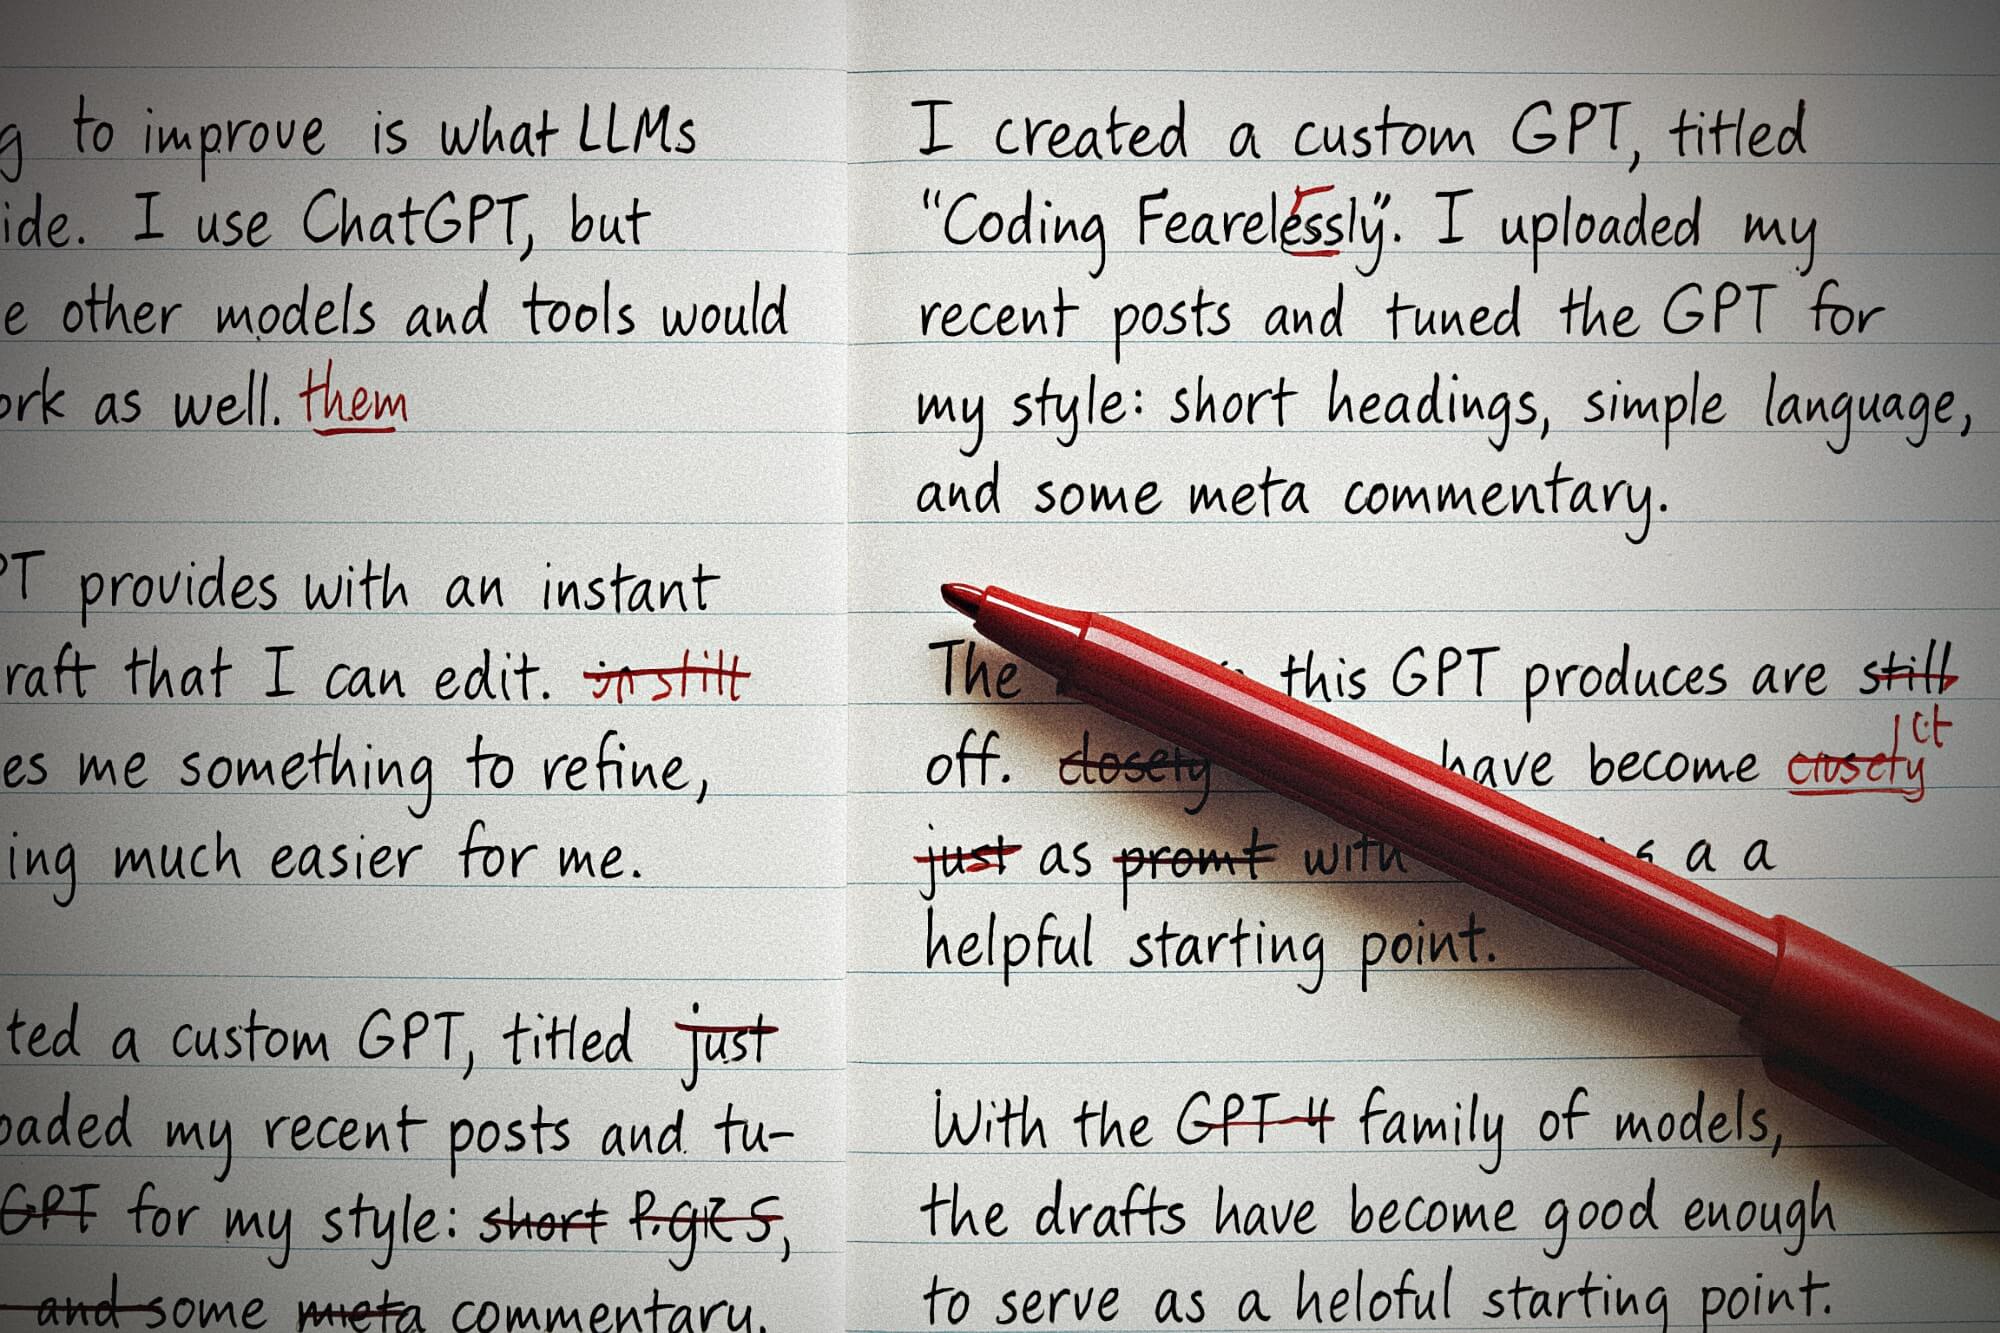 g to improve is what LLMs
ide. I use ChatGPT, but
e other models and tools would
ork as well. them
PT provides with an instant
raft that I can edit. in still
es me something to refine,
ing much easier for me.
ted a custom GPT, titled just
oaded my recent posts and tu-
GPT for my style: short
and some meta commentary.
I created a custom GPT, titled
“Coding Fearelessly”. I uploaded my
recent posts and tuned the GPT for
my style: short headings, simple language,
and some meta commentary.
The this GPT produces are still
off. closely have become
just as promt with a a
helpful starting point.
With the GPT-4 family of models,
the drafts have become good enough
to serve as a heloful starting point.